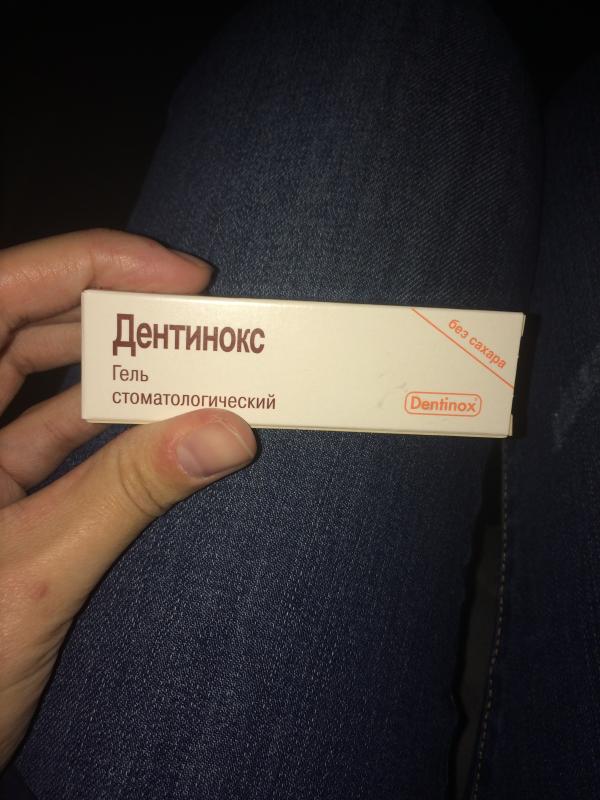 Дентинокс
Гель
стоматологический
без сахара
Dentinox